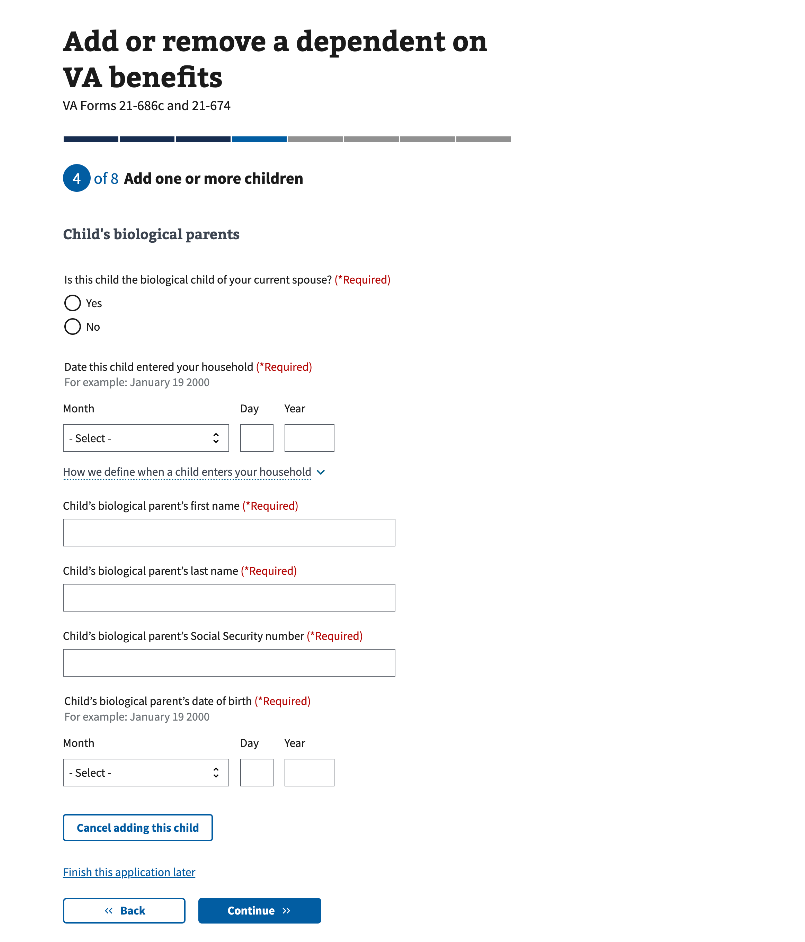 Add or remove a dependent on
VA benefits
VA Forms 21-686c and 21-674
4 of 8 Add one or more children
Child's biological parents
Is this child the biological child of your current spouse? (*Required)
Yes
No
Date this child entered your household (*Required)
For example: January 19 2000
Month Day Year
- Select -
How we define when a child enters your household
Child's biological parent's first name (*Required)
Child's biological parent's last name (*Required)
Child's biological parent's Social Security number (*Required)
Child's biological parent's date of birth (*Required)
For example: January 19 2000
Month Day Year
- Select -
Cancel adding this child
Finish this application later
« Back Continue »